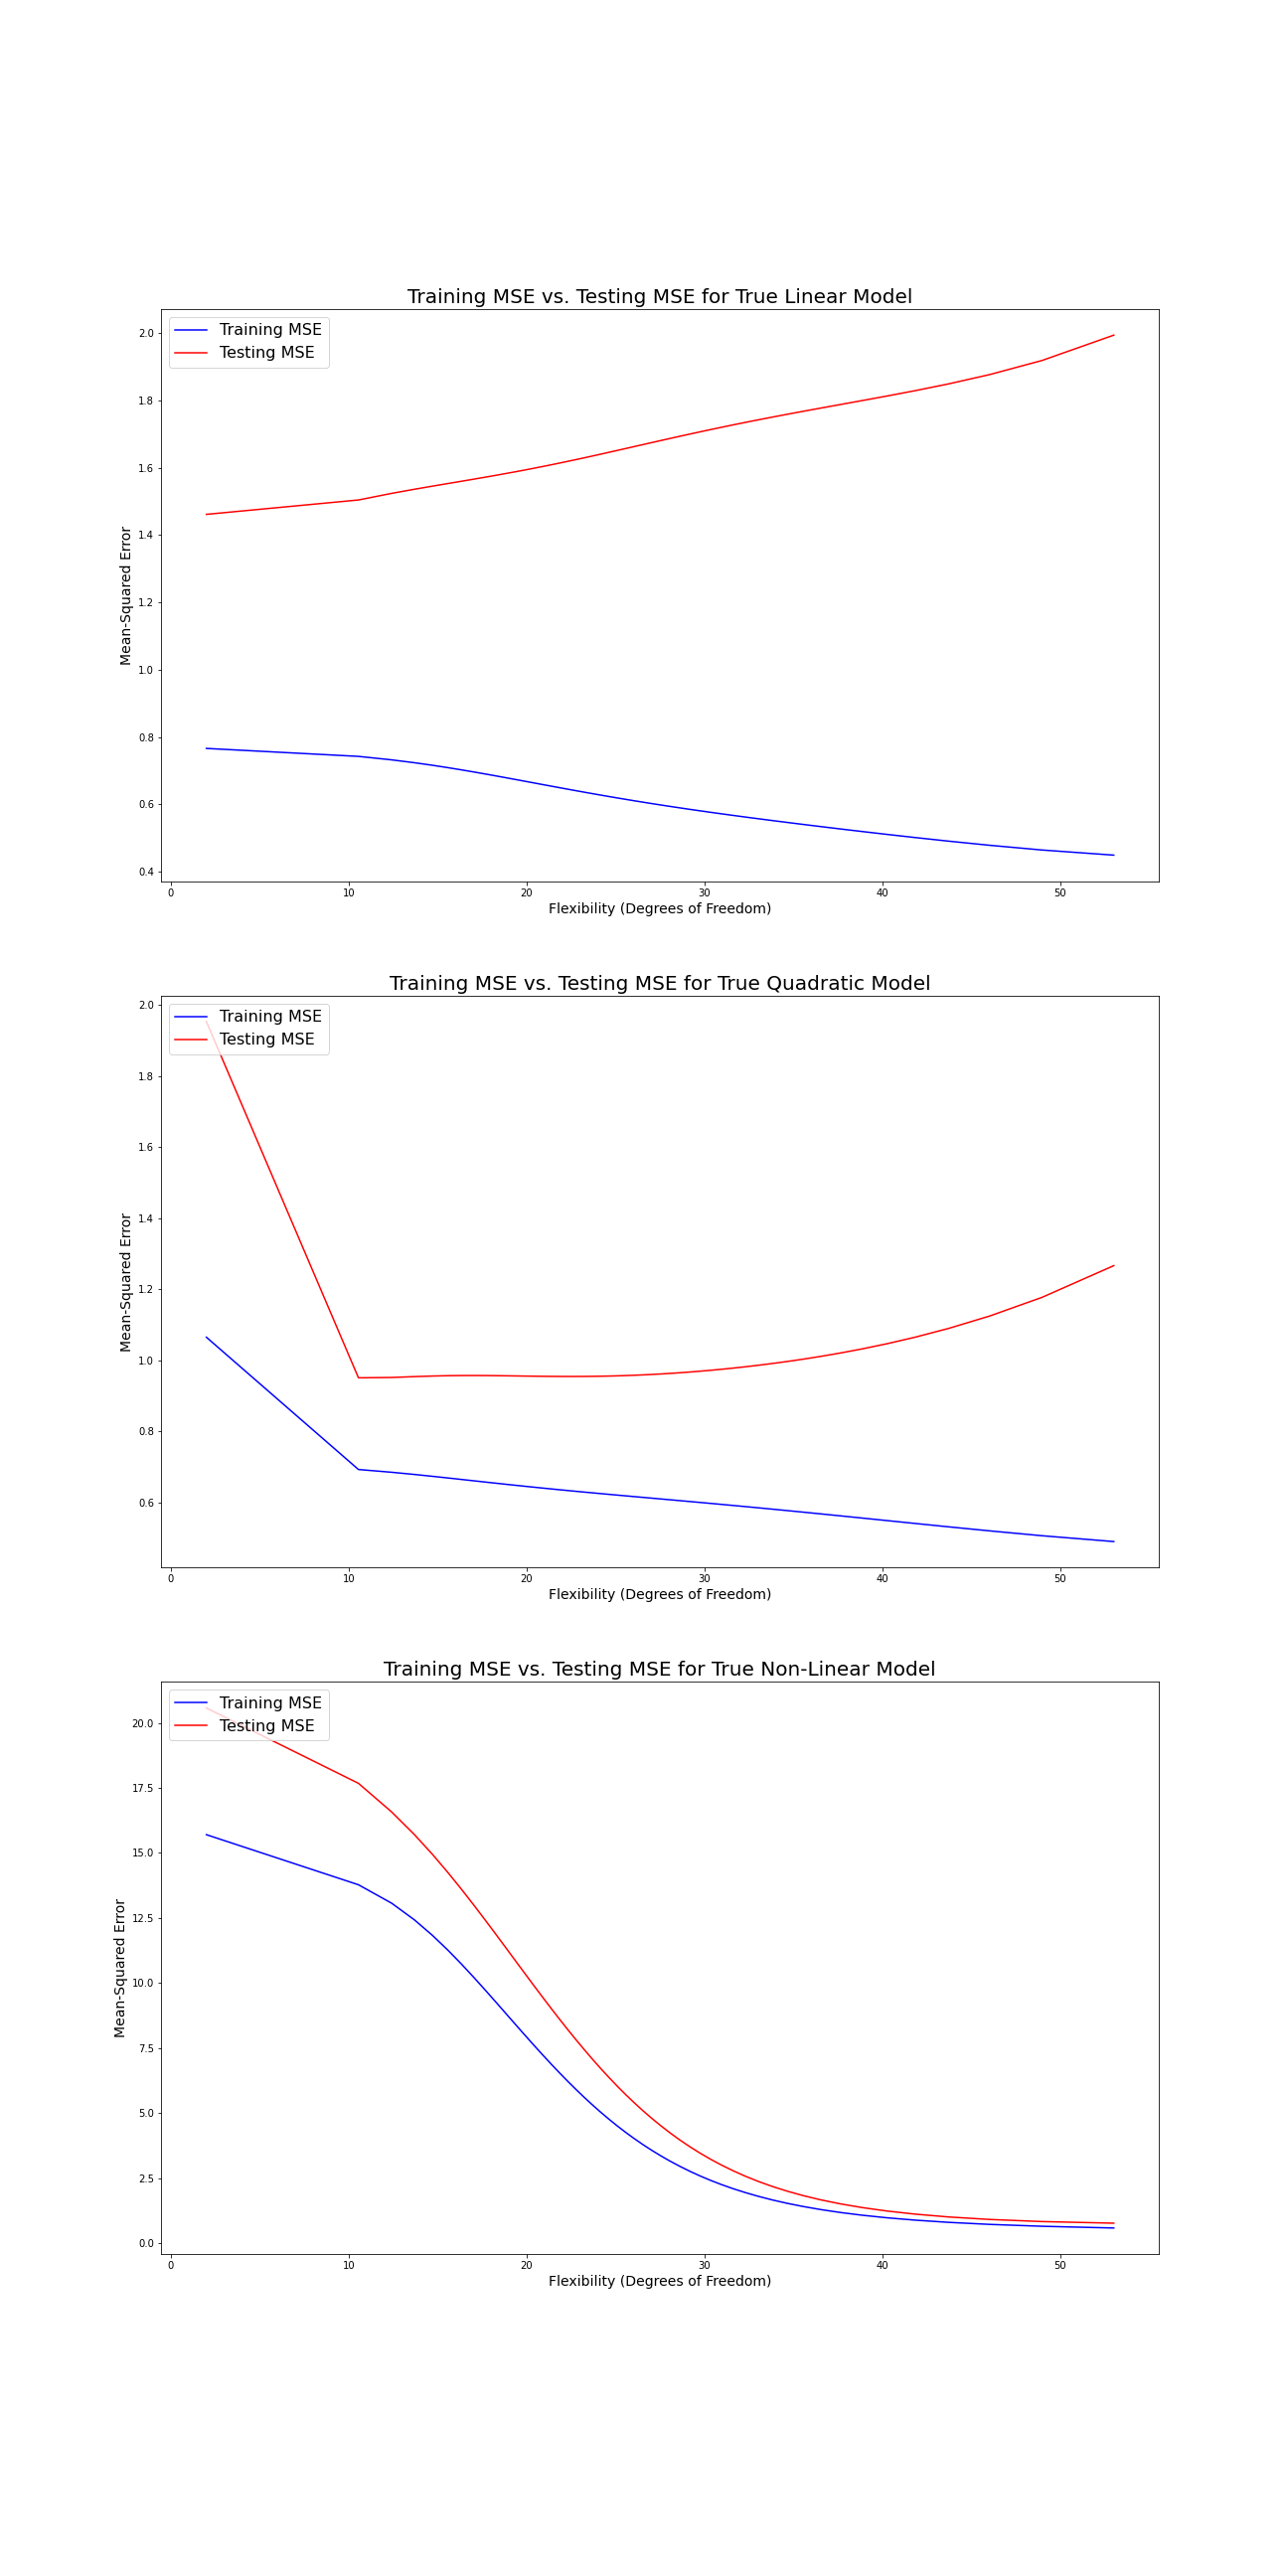 Training MSE vs. Testing MSE for True Linear Model
Training MSE
Testing MSE
2.0
1.8
1.6
1.4
1.2
1.0
0.8
0.6
0.4
Mean-Squared Error
0 10 20 30 40 50
Flexibility (Degrees of Freedom)
Training MSE vs. Testing MSE for True Quadratic Model
Training MSE
Testing MSE
2.0
1.8
1.6
1.4
1.2
1.0
0.8
0.6
Mean-Squared Error
0 10 20 30 40 50
Flexibility (Degrees of Freedom)
Training MSE vs. Testing MSE for True Non-Linear Model
Training MSE
Testing MSE
20.0
17.5
15.0
12.5
10.0
7.5
5.0
2.5
0.0
Mean-Squared Error
0 10 20 30 40 50
Flexibility (Degrees of Freedom)